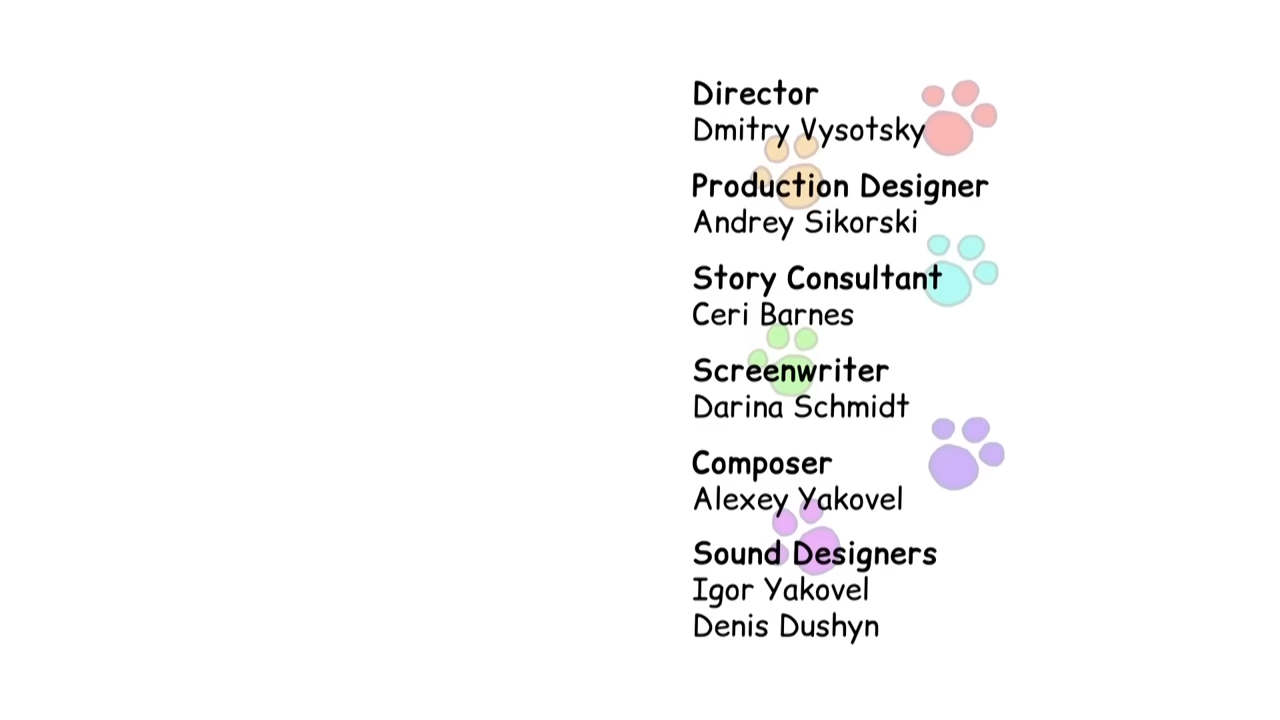 Director
Dmitry Vysotsky
Production Designer
Andrey Sikorski
Story Consultant
Ceri Barnes
Screenwriter
Darina Schmidt
Composer
Alexey Yakovel
Sound Designers
Igor Yakovel
Denis Dushyn